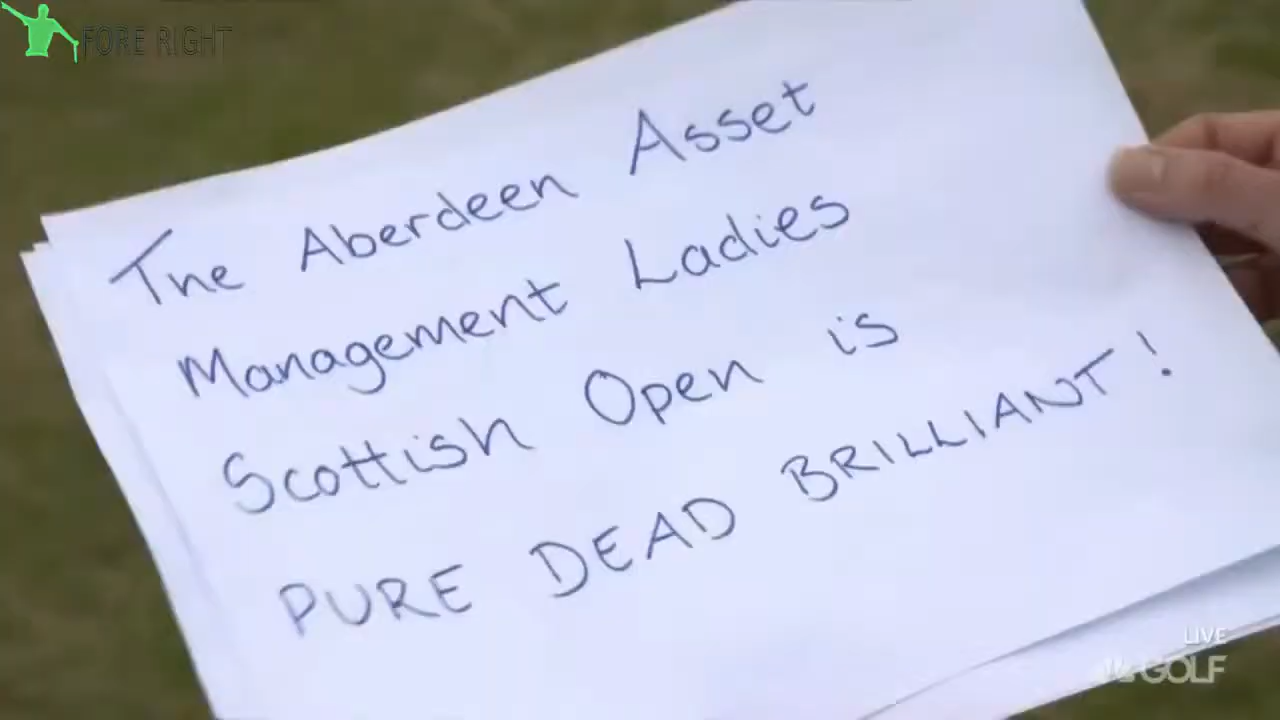 FORE RIGHT
The Aberdeen Asset
Management Ladies
Scottish Open is
PURE DEAD BRILLIANT!
LIVE
GOLF